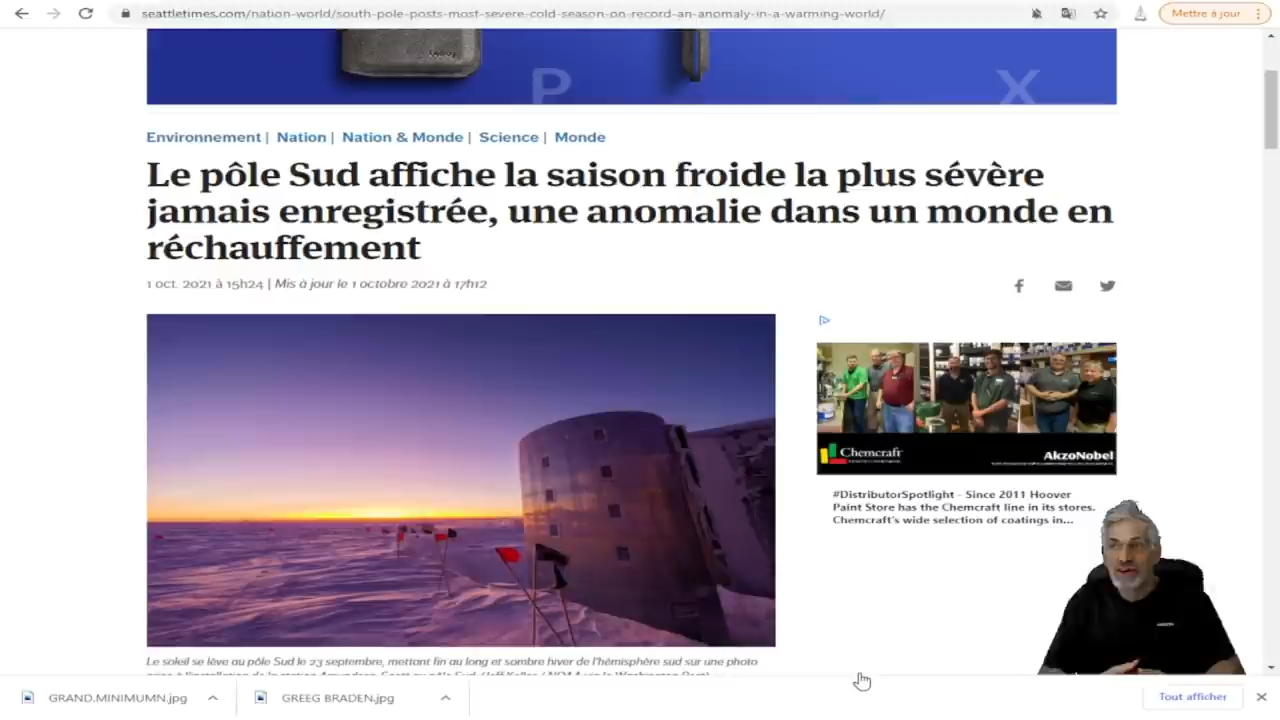 seattletimes.com/nation-world/south-pole-posts-most-severe-cold-season-on-record-an-anomaly-in-a-warming-world/
Mettre à jour
P X
Environnement | Nation | Nation & Monde | Science | Monde
Le pôle Sud affiche la saison froide la plus sévère
jamais enregistrée, une anomalie dans un monde en
réchauffement
1 oct. 2021 à 15h24 | Mis à jour le 1 octobre 2021 à 17h12
Chemcraft
AkzoNobel
#DistributorSpotlight - Since 2011 Hoover
Paint Store has the Chemcraft line in its stores.
Chemcraft's wide selection of coatings in...
Le soleil se lève au pôle Sud le 23 septembre, mettant fin au long et sombre hiver de l'hémisphère sud sur une photo
GRAND.MINIMUMN.jpg
GREEG BRADEN.jpg
Tout afficher